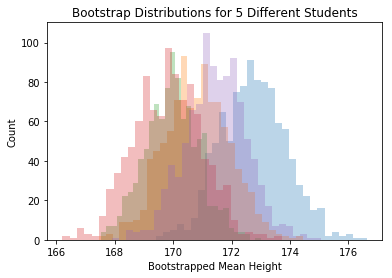 Bootstrap Distributions for 5 Different Students
100
80
60
40
20
0
Count
166 168 170 172 174 176
Bootstrapped Mean Height